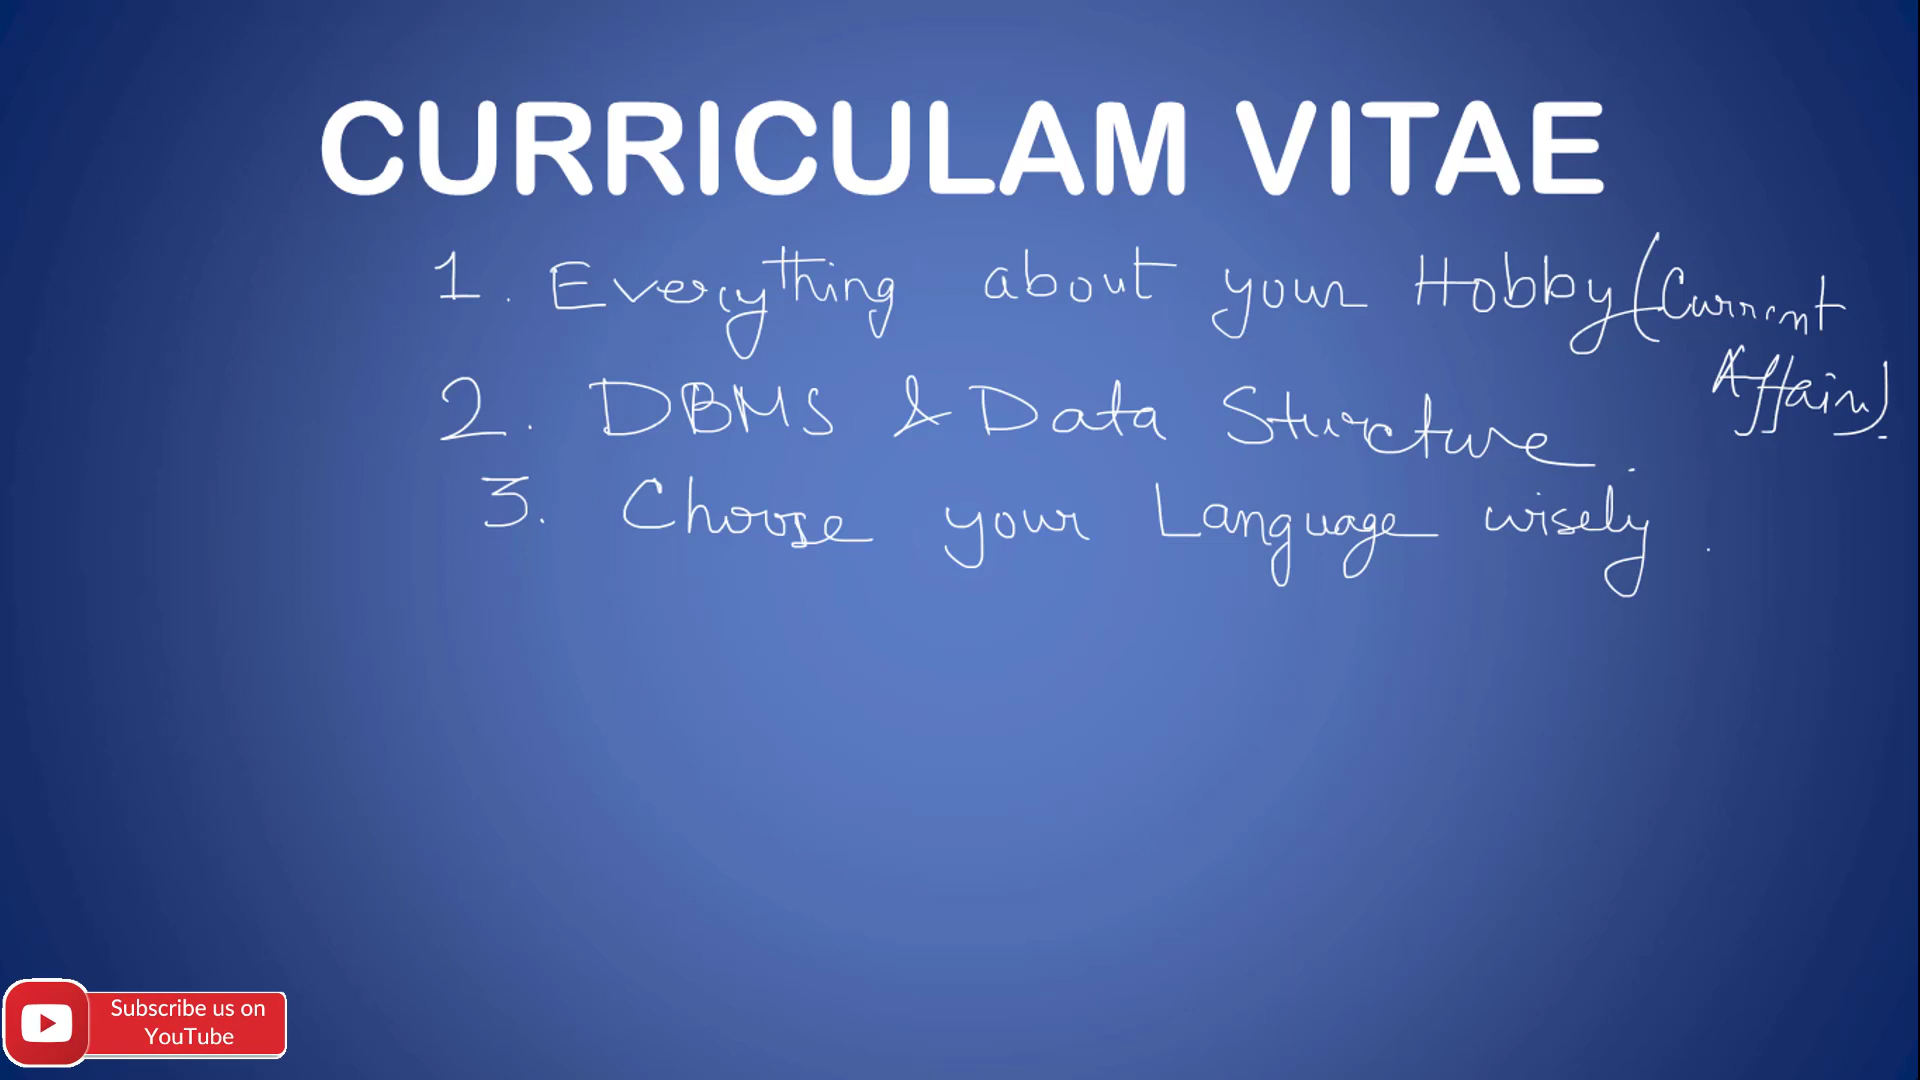 CURRICULAM VITAE
1. Everything about your Hobby (Current
Affairs).
2. DBMS & Data Structure.
3. Choose your Language wisely.
Subscribe us on
YouTube